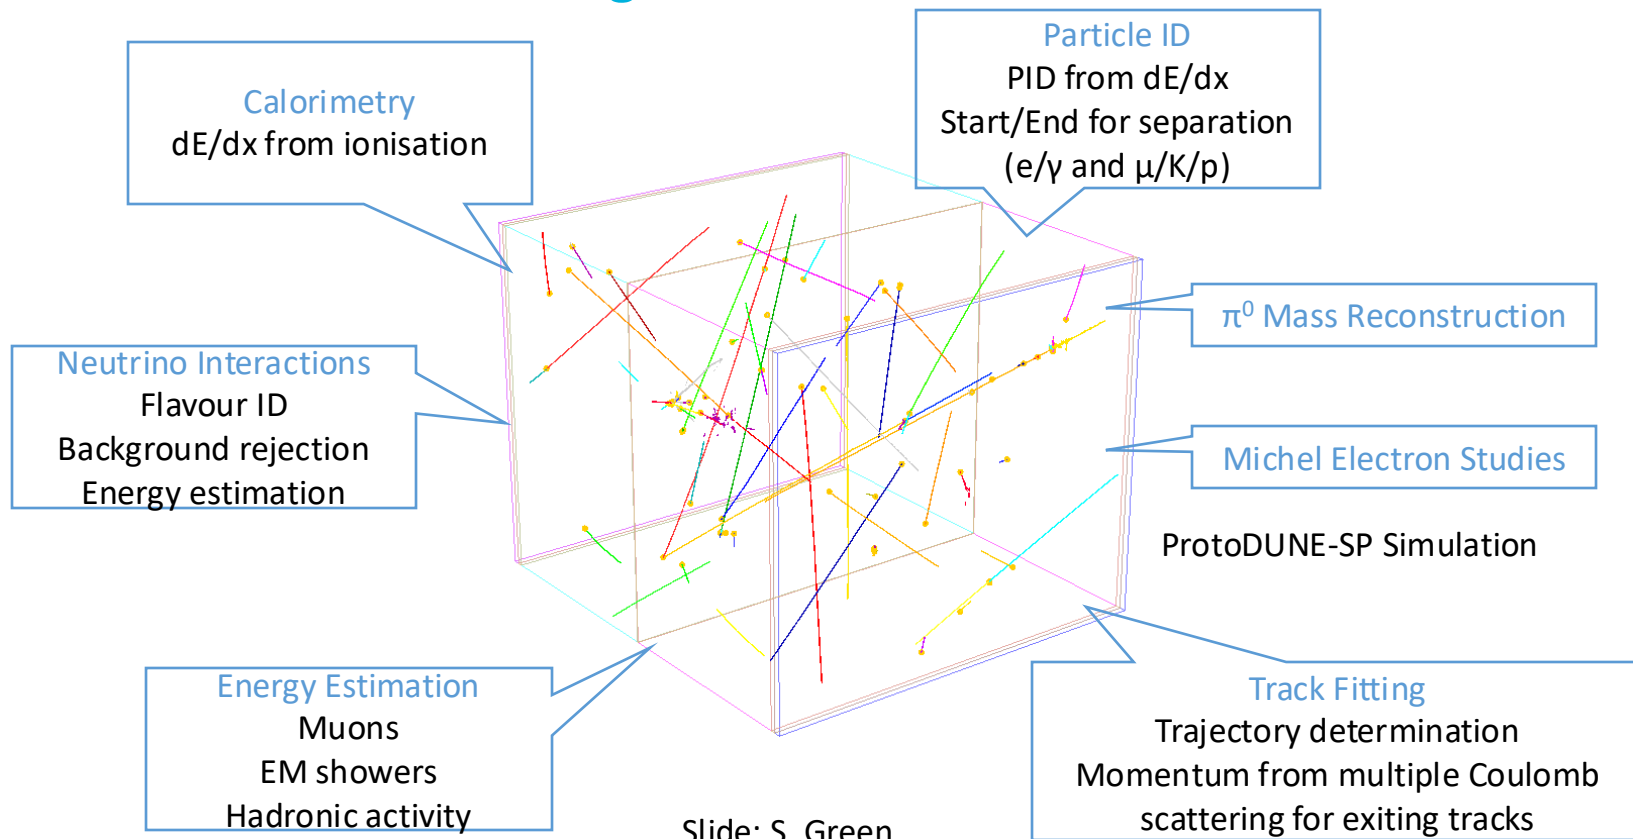 Calorimetry
dE/dx from ionisation
Particle ID
PID from dE/dx
Start/End for separation
(e/γ and μ/K/p)
π⁰ Mass Reconstruction
Neutrino Interactions
Flavour ID
Background rejection
Energy estimation
Michel Electron Studies
ProtoDUNE-SP Simulation
Energy Estimation
Muons
EM showers
Hadronic activity
Track Fitting
Trajectory determination
Momentum from multiple Coulomb
scattering for exiting tracks
Slide: S. Green